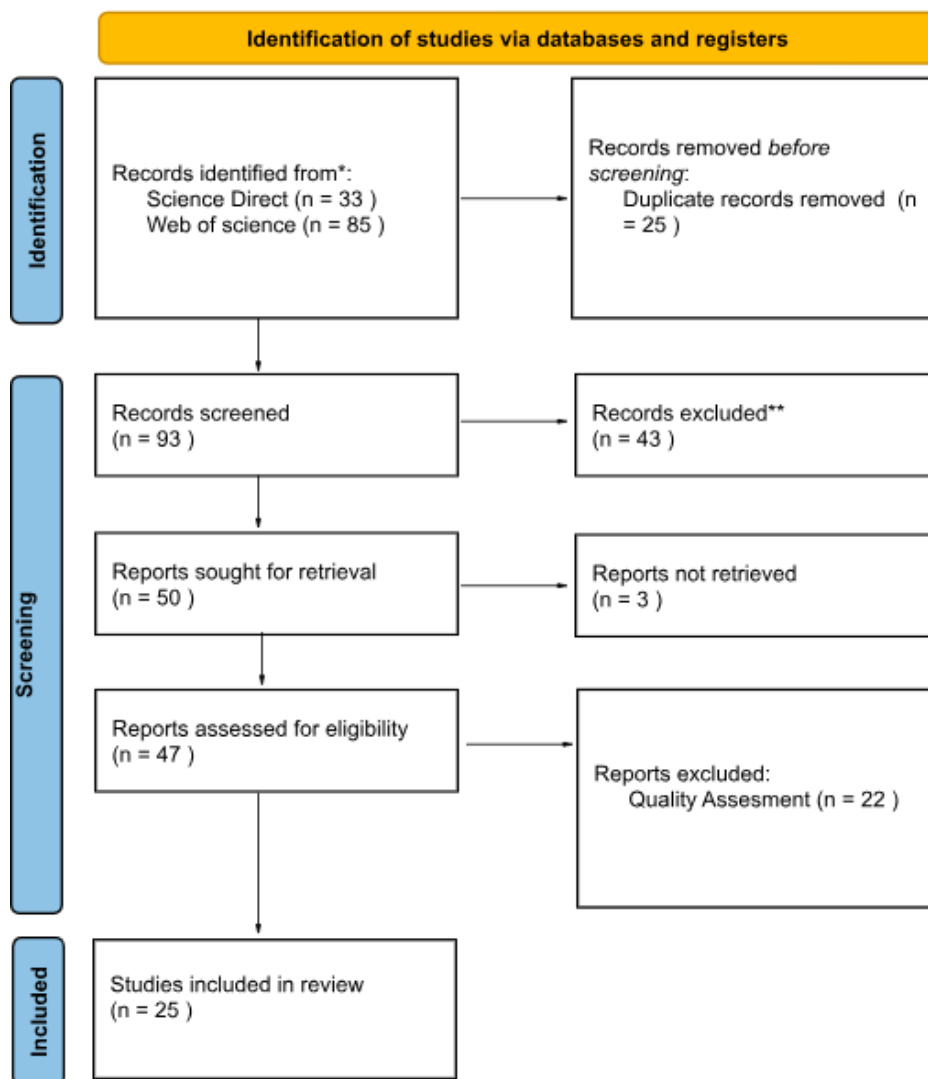 Identification of studies via databases and registers
Identification
Records identified from*:
Science Direct (n = 33 )
Web of science (n = 85 )
Records removed before
screening:
Duplicate records removed (n
= 25 )
Screening
Records screened
(n = 93 )
Records excluded**
(n = 43 )
Reports sought for retrieval
(n = 50 )
Reports not retrieved
(n = 3 )
Reports assessed for eligibility
(n = 47 )
Reports excluded:
Quality Assesment (n = 22 )
Included
Studies included in review
(n = 25 )